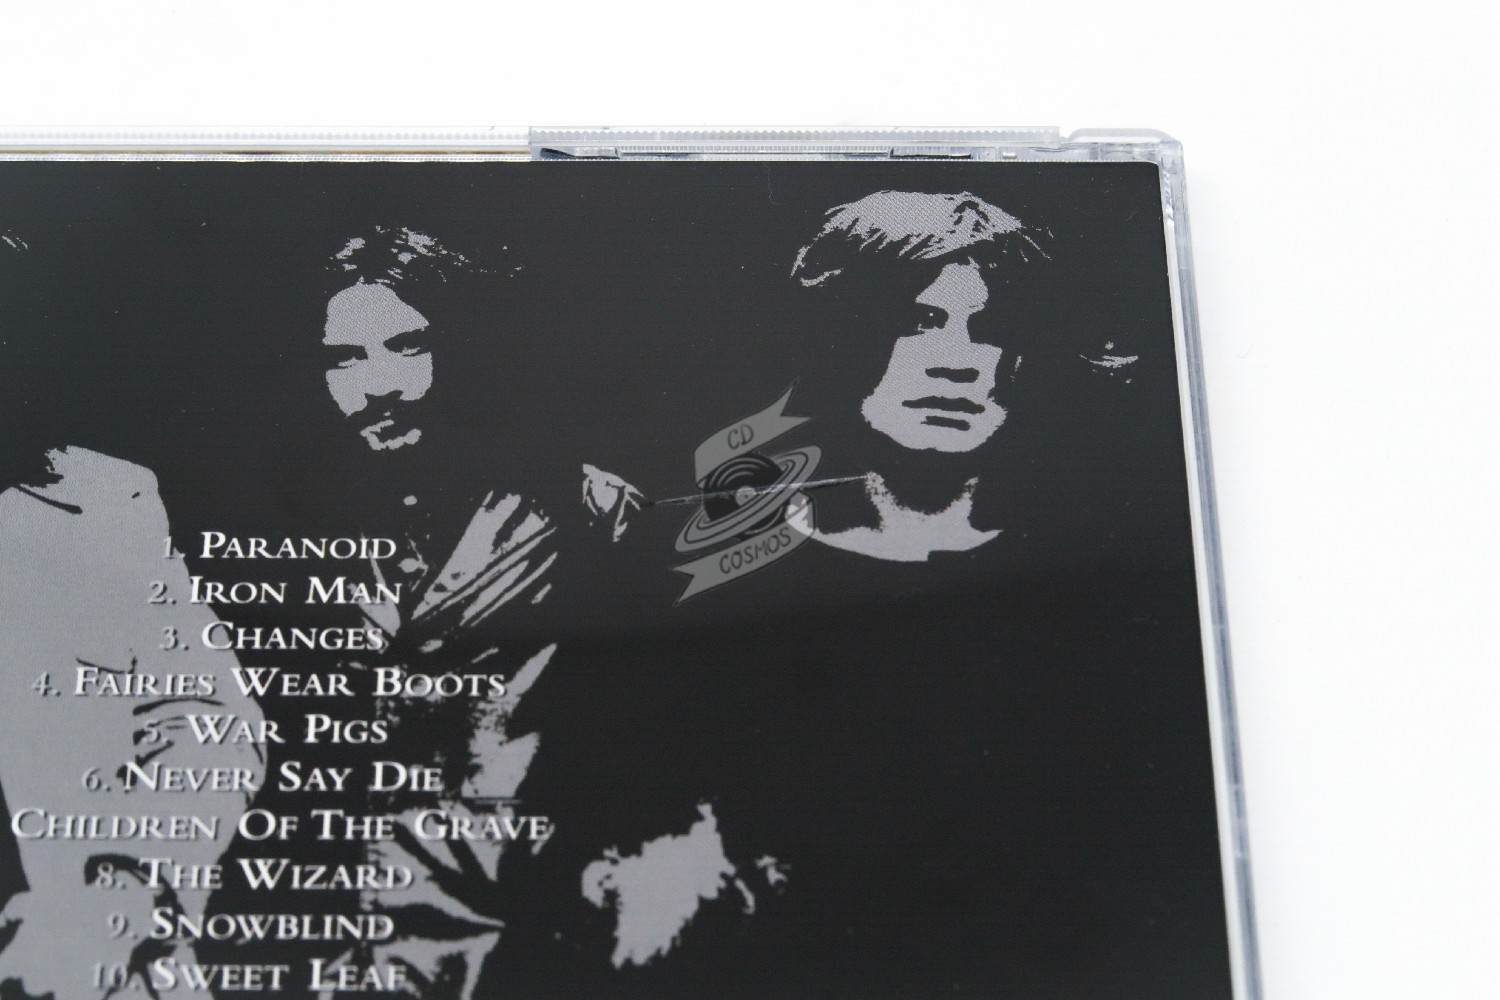 CD
COSMOS
1. PARANOID
2. IRON MAN
3. CHANGES
4. FAIRIES WEAR BOOTS
5. WAR PIGS
6. NEVER SAY DIE
CHILDREN OF THE GRAVE
8. THE WIZARD
9. SNOWBLIND
10. SWEET LEAF